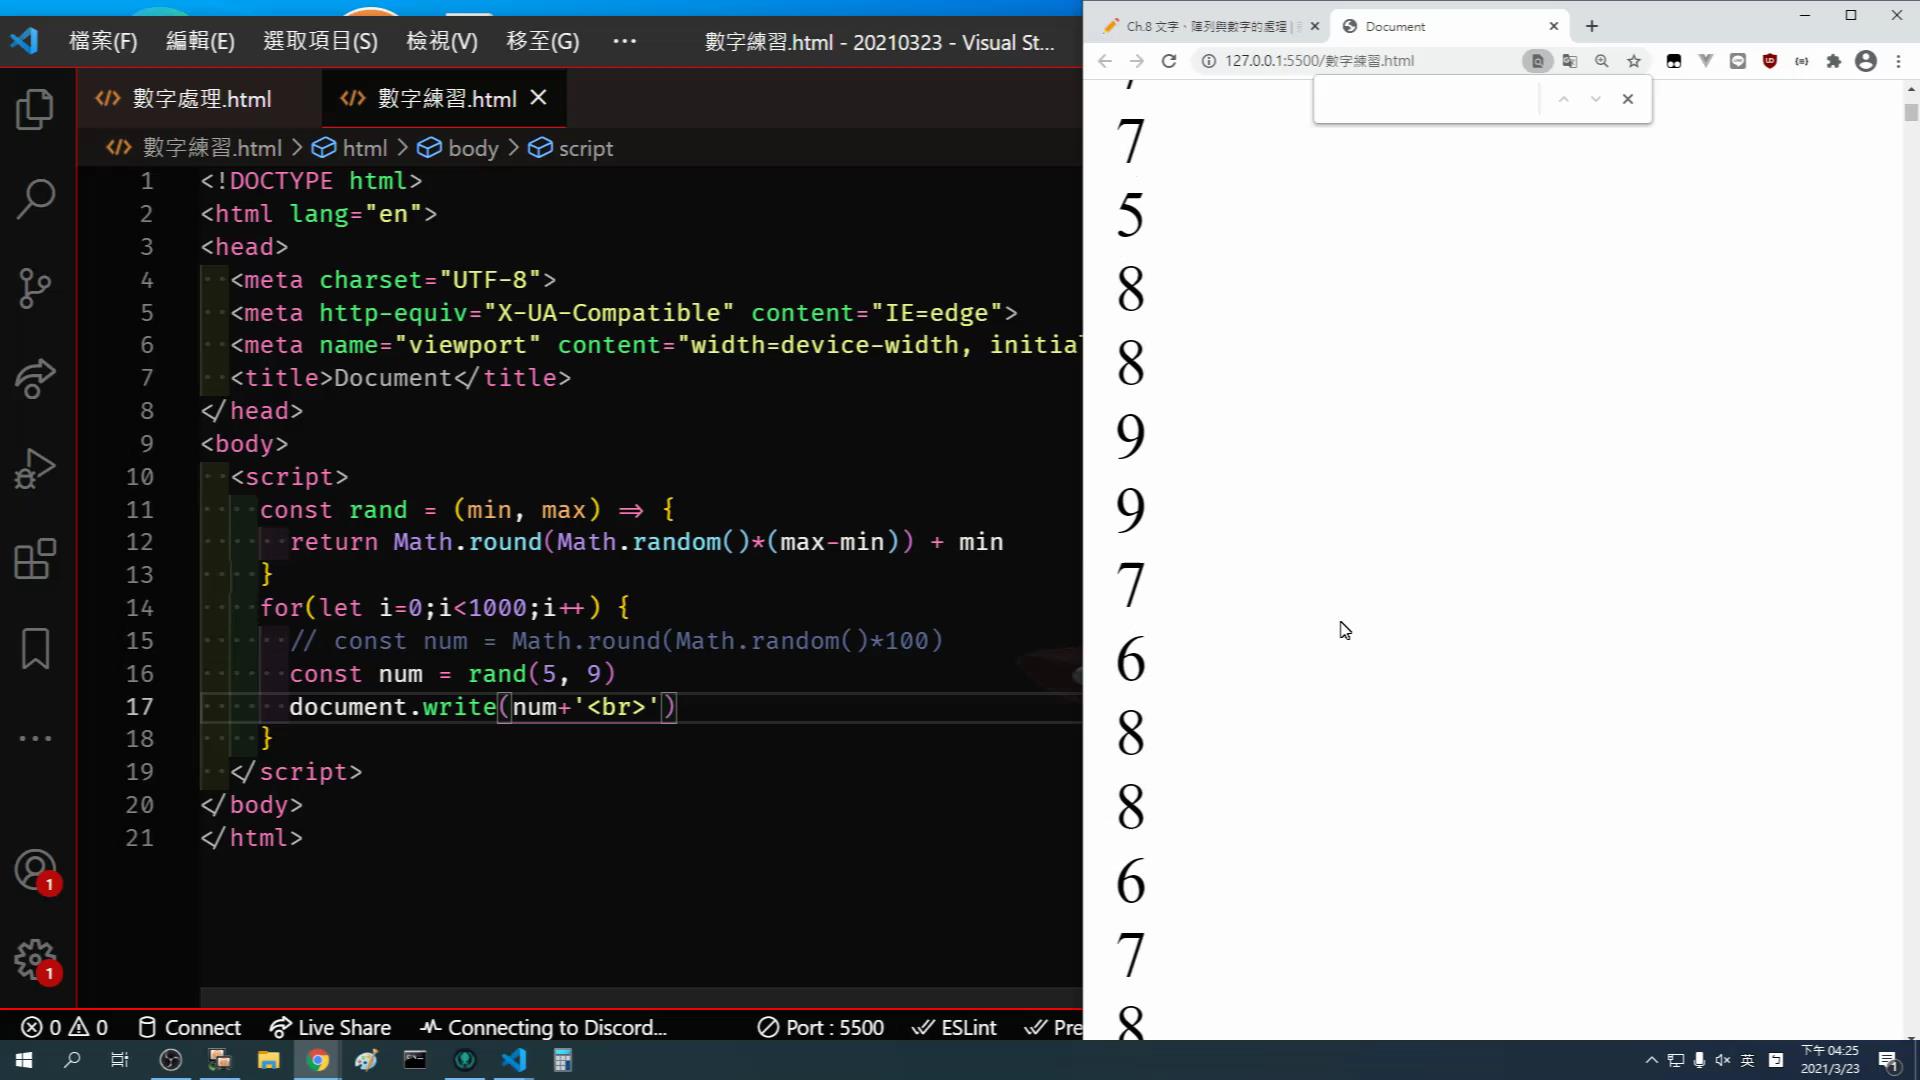 檔案(F) 編輯(E) 選取項目(S) 檢視(V) 移至(G) ··· 數字練習.html - 20210323 - Visual St...
數字處理.html 數字練習.html
數字練習.html > html > body > script
1 <!DOCTYPE html>
2 <html lang="en">
3 <head>
4 <meta charset="UTF-8">
5 <meta http-equiv="X-UA-Compatible" content="IE=edge">
6 <meta name="viewport" content="width=device-width, initial
7 <title>Document</title>
8 </head>
9 <body>
10 <script>
11 const rand = (min, max) => {
12 return Math.round(Math.random()*(max-min)) + min
13 }
14 for(let i=0;i<1000;i++) {
15 // const num = Math.round(Math.random()*100)
16 const num = rand(5, 9)
17 document.write(num+'<br>')
18 }
19 </script>
20 </body>
21 </html>
1
1
0 0 Connect Live Share Connecting to Discord... Port : 5500 ESLint Pre
Ch.8 文字、陣列與數字的處理 | Document
127.0.0.1:5500/數字練習.html
7
5
8
8
9
9
7
6
8
8
6
7
8
英 下午 04:25
2021/3/23
1